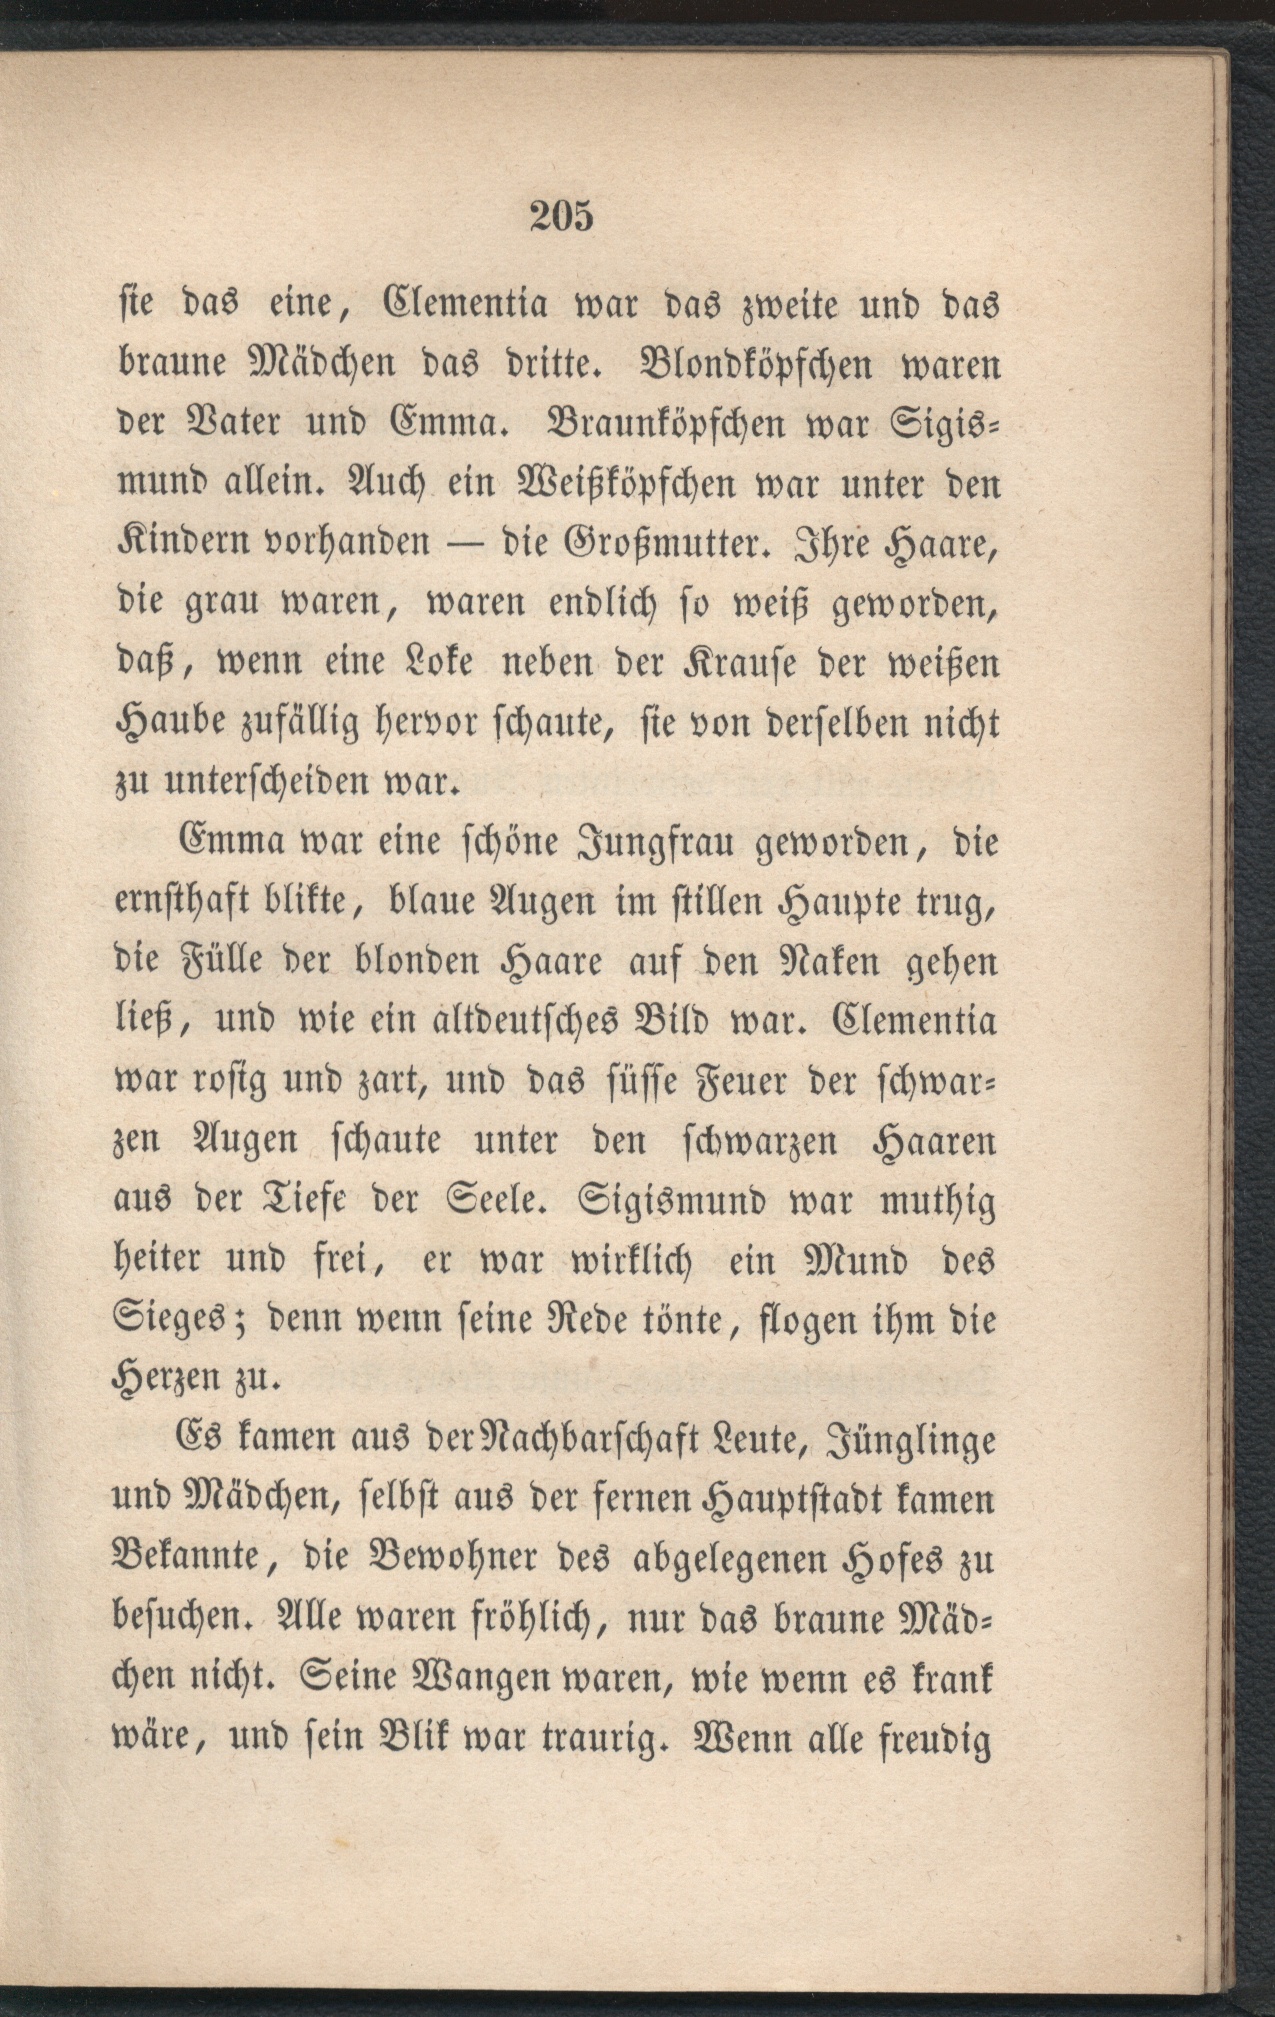 205
sie das eine, Clementia war das zweite und das
braune Mädchen das dritte. Blondköpfchen waren
der Vater und Emma. Braunköpfchen war Sigis-
mund allein. Auch ein Weißköpfchen war unter den
Kindern vorhanden — die Großmutter. Ihre Haare,
die grau waren, waren endlich so weiß geworden,
daß, wenn eine Loke neben der Krause der weißen
Haube zufällig hervor schaute, sie von derselben nicht
zu unterscheiden war.
Emma war eine schöne Jungfrau geworden, die
ernsthaft blikte, blaue Augen im stillen Haupte trug,
die Fülle der blonden Haare auf den Naken gehen
ließ, und wie ein altdeutsches Bild war. Clementia
war rosig und zart, und das süsse Feuer der schwar-
zen Augen schaute unter den schwarzen Haaren
aus der Tiefe der Seele. Sigismund war muthig
heiter und frei, er war wirklich ein Mund des
Sieges; denn wenn seine Rede tönte, flogen ihm die
Herzen zu.
Es kamen aus der Nachbarschaft Leute, Jünglinge
und Mädchen, selbst aus der fernen Hauptstadt kamen
Bekannte, die Bewohner des abgelegenen Hofes zu
besuchen. Alle waren fröhlich, nur das braune Mäd-
chen nicht. Seine Wangen waren, wie wenn es krank
wäre, und sein Blik war traurig. Wenn alle freudig